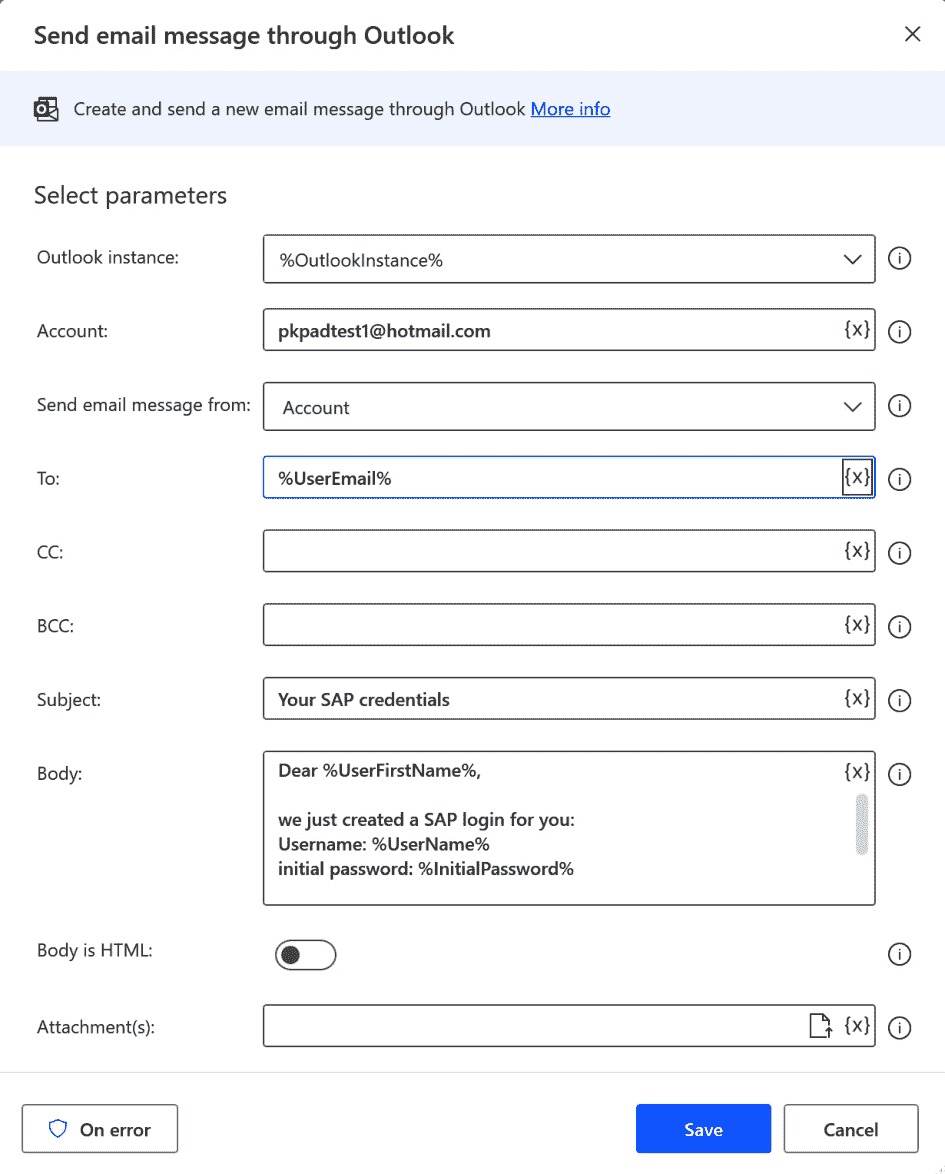 Send email message through Outlook
Create and send a new email message through Outlook More info
Select parameters
Outlook instance: %OutlookInstance%
Account: pkpadtest1@hotmail.com {x}
Send email message from: Account
To: %UserEmail% {x}
CC: {x}
BCC: {x}
Subject: Your SAP credentials {x}
Body: Dear %UserFirstName%, {x}
we just created a SAP login for you:
Username: %UserName%
initial password: %InitialPassword%
Body is HTML:
Attachment(s): {x}
On error Save Cancel